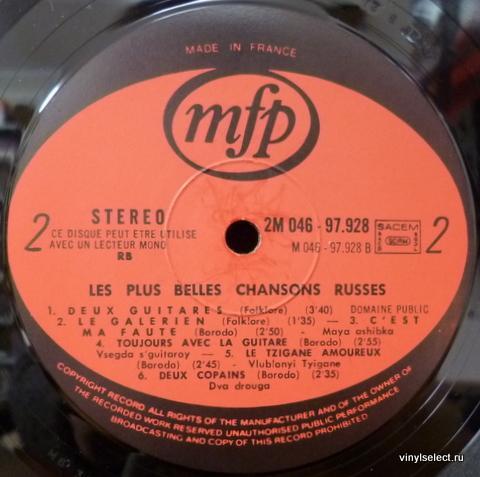 MADE IN FRANCE
mfp
2
STEREO
CE DISQUE PEUT ETRE UTILISE
AVEC UN LECTEUR MONO
RB
2M 046 - 97.928
M 046 - 97.928 B
SACEM
2
LES PLUS BELLES CHANSONS RUSSES
1. DEUX GUITARES (Folklore) (3'40) DOMAINE PUBLIC
2. LE GALERIEN (Folklore) (1'35) — 3. C'EST
MA FAUTE (Borodo) (2'50) - Maya ashibka
4. TOUJOURS AVEC LA GUITARE (Borodo) (2'55)
Vsegda s'guitaroy — 5. LE TZIGANE AMOUREUX
(Borodo) (2'45) - Vlublanyi Tyigane
6. DEUX COPAINS (Borodo) (2'35)
Dva drouga
COPYRIGHT RECORD ALL RIGHTS OF THE MANUFACTURER AND OF THE OWNER OF
THE RECORDED WORK RESERVED UNAUTHORISED PUBLIC PERFORMANCE
BROADCASTING AND COPY OF THIS RECORD PROHIBITED
vinylselect.ru